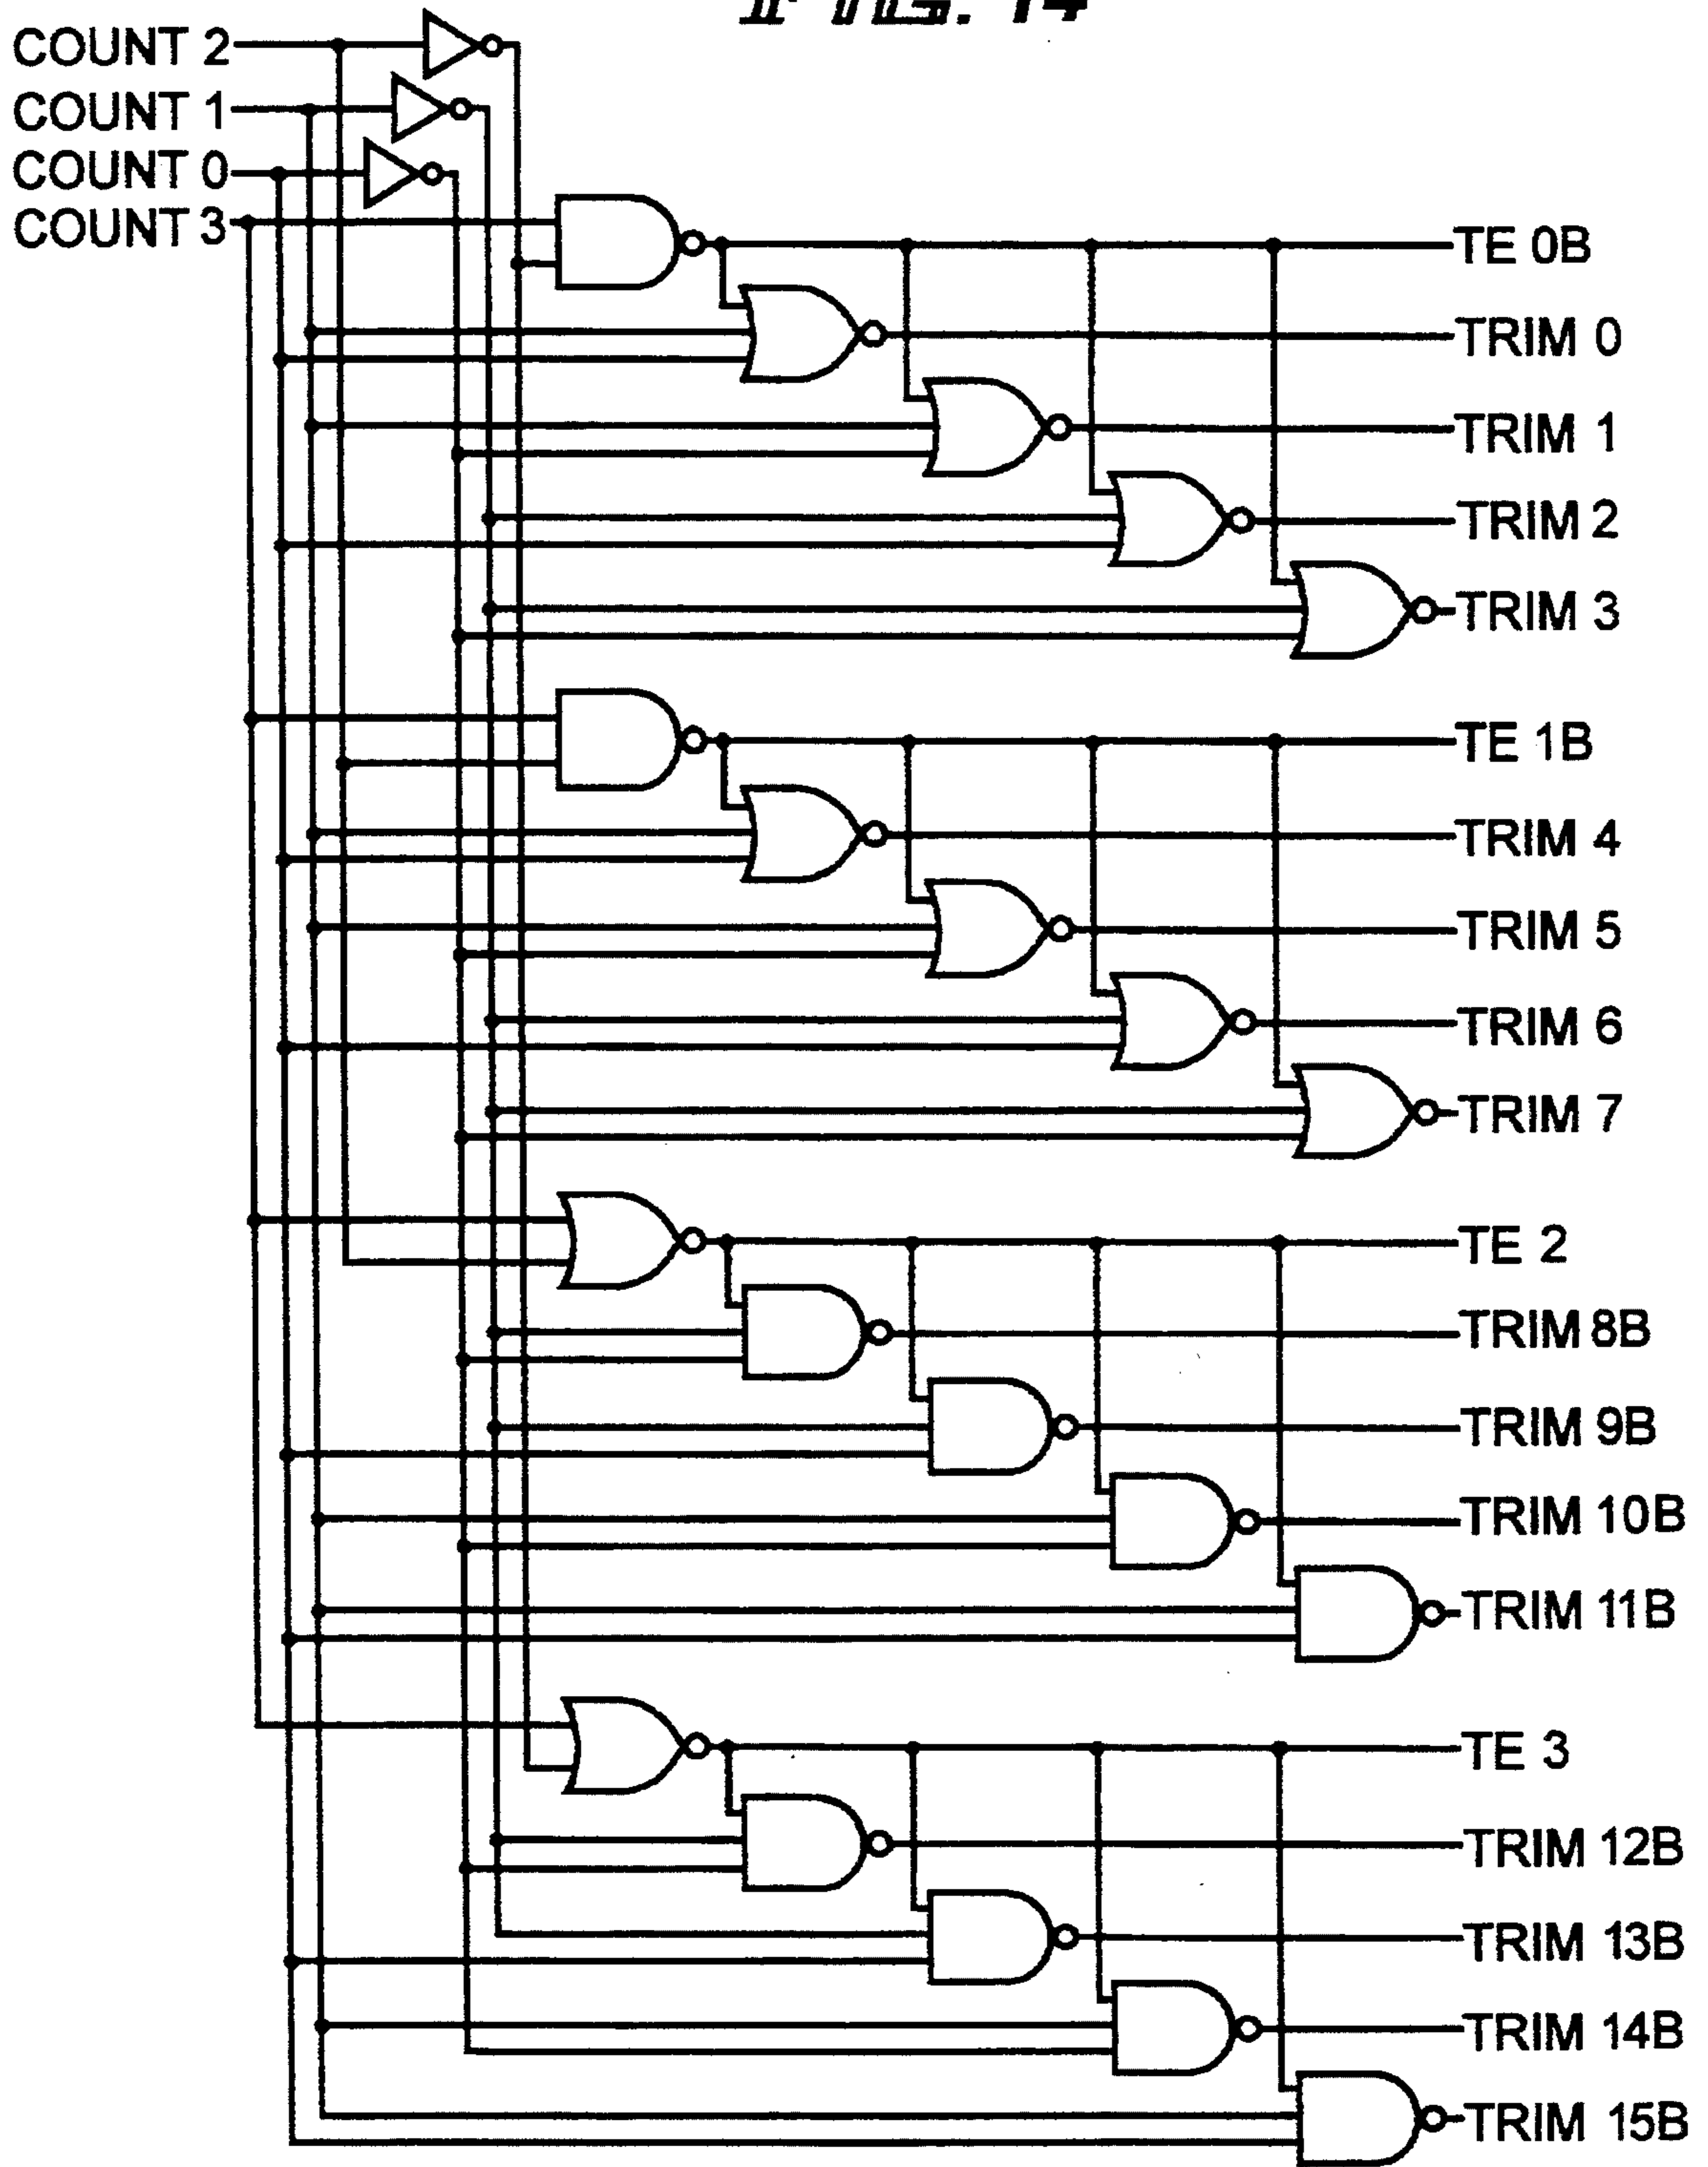 FIG. 14
COUNT 2
COUNT 1
COUNT 0
COUNT 3
TE 0B
TRIM 0
TRIM 1
TRIM 2
TRIM 3
TE 1B
TRIM 4
TRIM 5
TRIM 6
TRIM 7
TE 2
TRIM 8B
TRIM 9B
TRIM 10B
TRIM 11B
TE 3
TRIM 12B
TRIM 13B
TRIM 14B
TRIM 15B